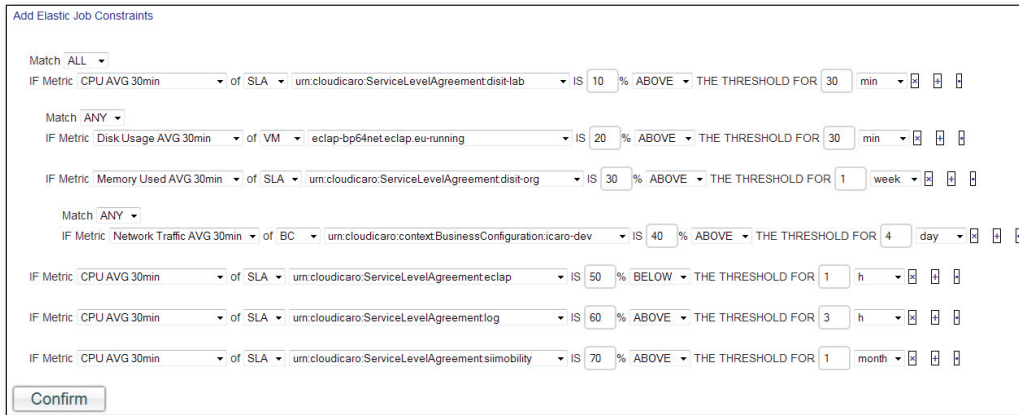 Add Elastic Job Constraints
Match ALL
IF Metric CPU AVG 30min of SLA urn:cloudicaro:ServiceLevelAgreement:disit-lab IS 10 % ABOVE THE THRESHOLD FOR 30 min × + •
Match ANY
IF Metric Disk Usage AVG 30min of VM eclap-bp64net.eclap.eu-running IS 20 % ABOVE THE THRESHOLD FOR 30 min × + •
IF Metric Memory Used AVG 30min of SLA urn:cloudicaro:ServiceLevelAgreement:disit-org IS 30 % ABOVE THE THRESHOLD FOR 1 week × + •
Match ANY
IF Metric Network Traffic AVG 30min of BC urn:cloudicaro:context:BusinessConfiguration:icaro-dev IS 40 % ABOVE THE THRESHOLD FOR 4 day × +
IF Metric CPU AVG 30min of SLA urn:cloudicaro:ServiceLevelAgreement:eclap IS 50 % BELOW THE THRESHOLD FOR 1 h × + •
IF Metric CPU AVG 30min of SLA urn:cloudicaro:ServiceLevelAgreement:log IS 60 % ABOVE THE THRESHOLD FOR 3 h × + •
IF Metric CPU AVG 30min of SLA urn:cloudicaro:ServiceLevelAgreement:siimobility IS 70 % ABOVE THE THRESHOLD FOR 1 month × + •
Confirm